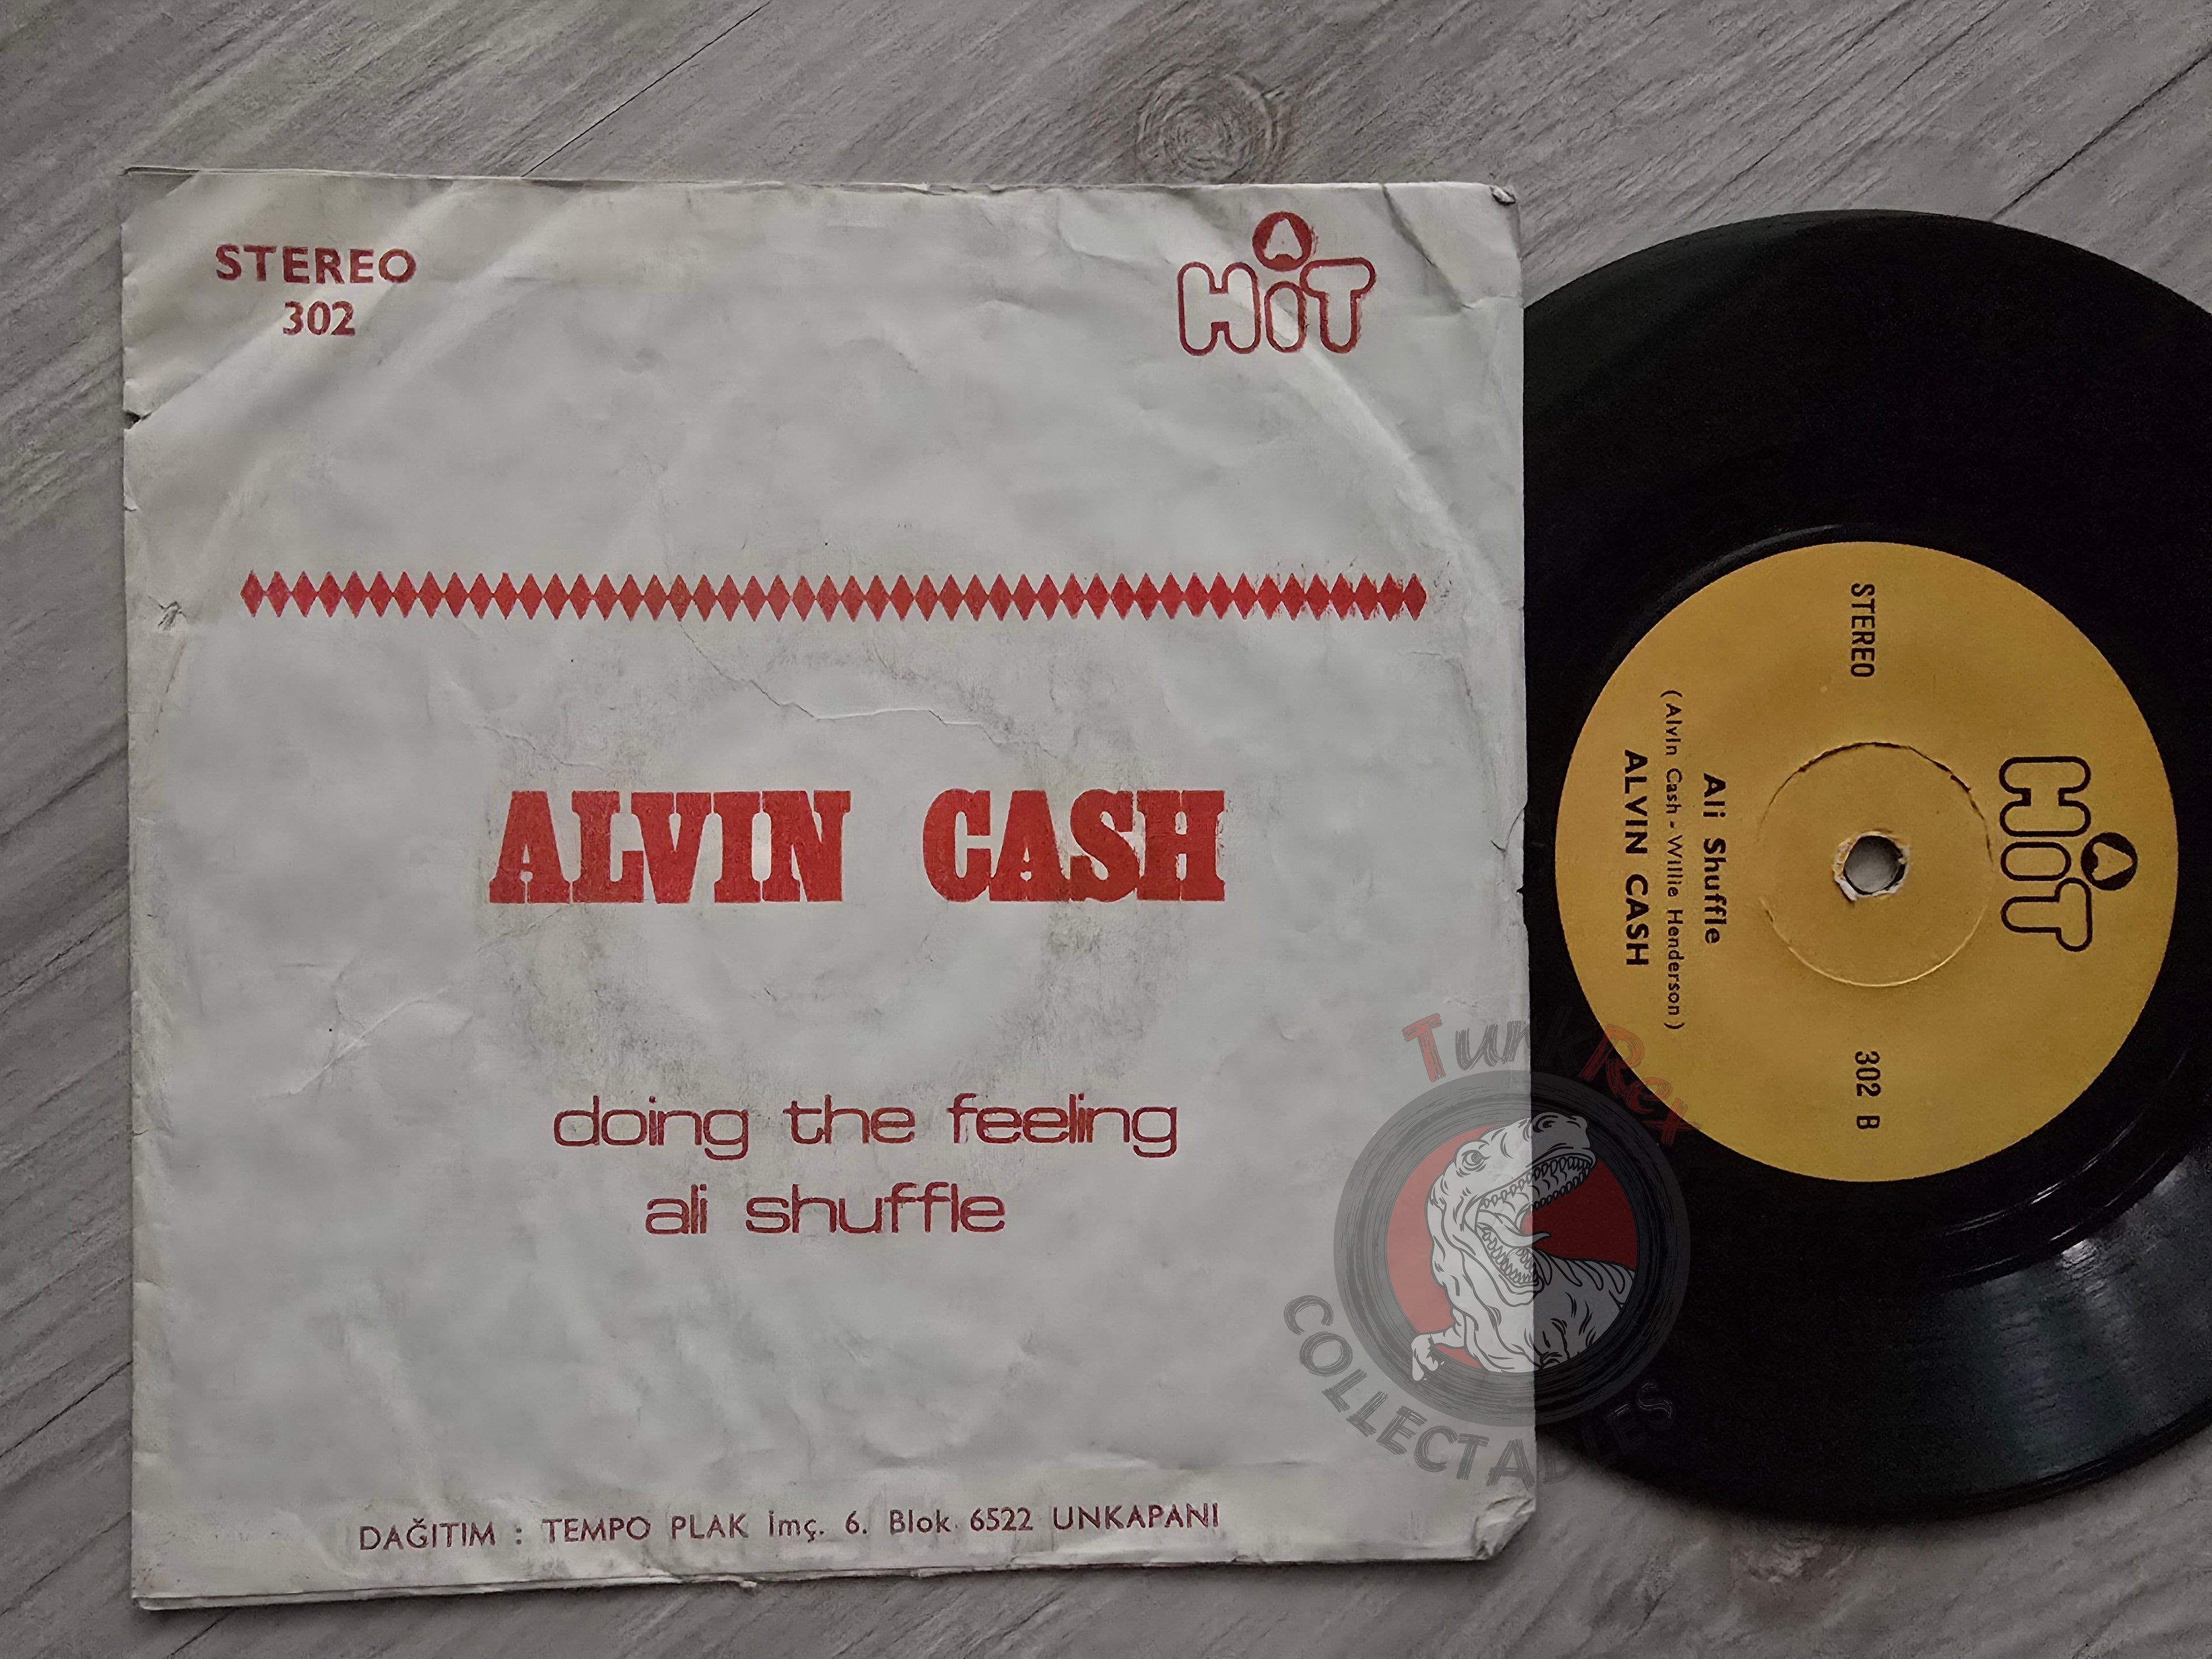 STEREO
302
HiT
ALVIN CASH
doing the feeling
ali shuffle
DAĞITIM : TEMPO PLAK İmç. 6. Blok 6522 UNKAPANI
HiT
STEREO
302 B
Ali Shuffle
(Alvin Cash - Willie Henderson)
ALVIN CASH
TurkRex
COLLECTABLES